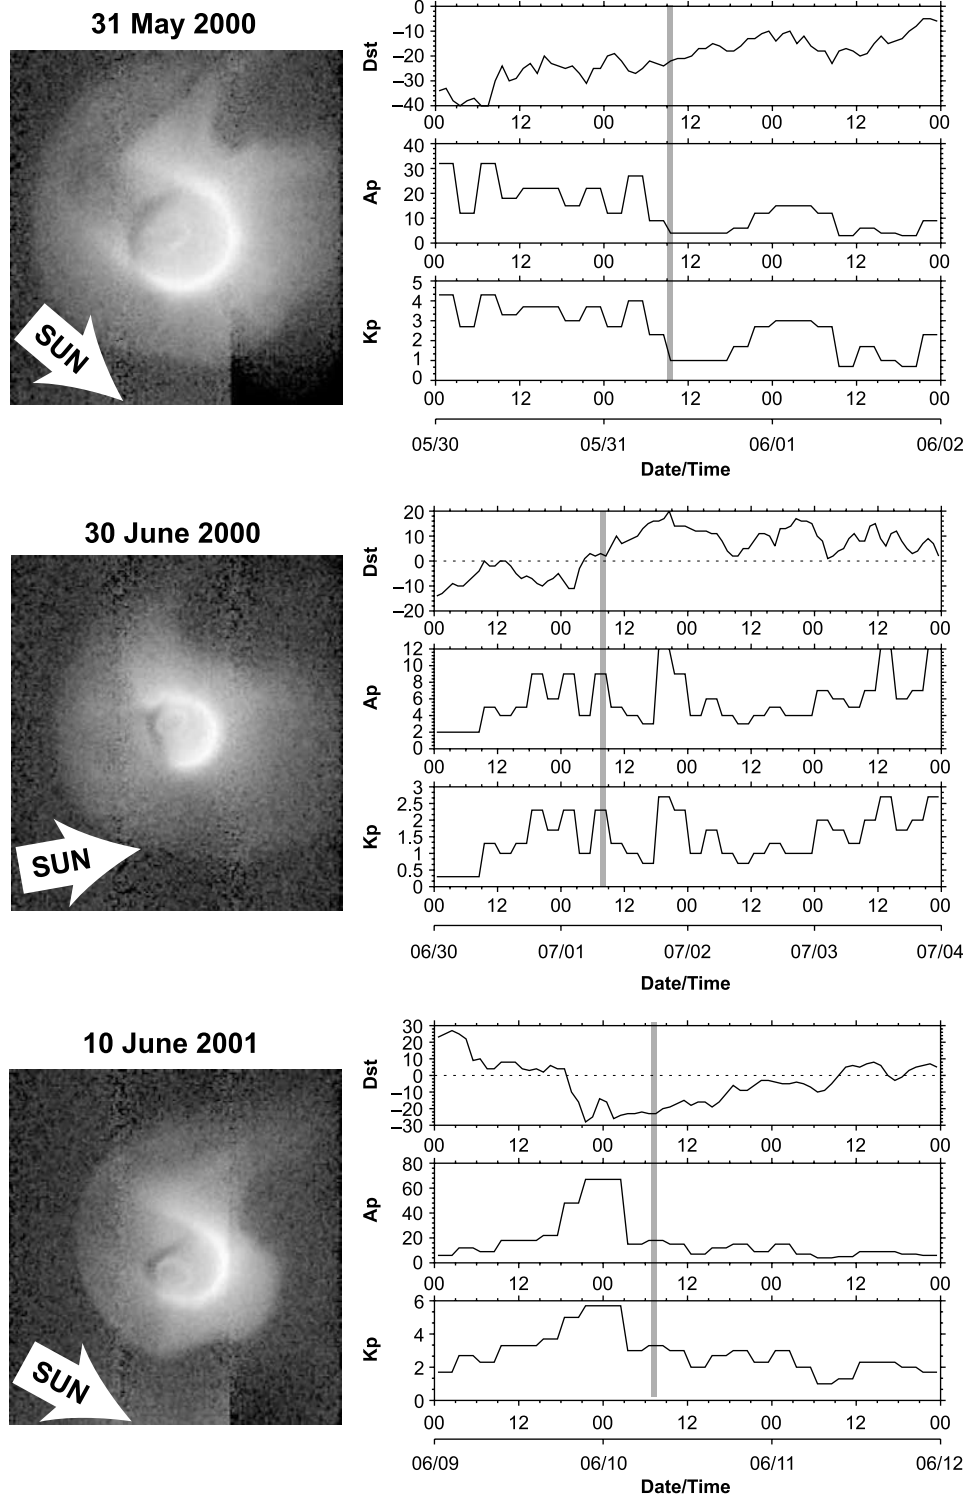 31 May 2000
SUN
Dst
0
−10
−20
−30
−40
00 12 00 12 00 12 00
Ap
40
30
20
10
0
00 12 00 12 00 12 00
Kp
5
4
3
2
1
0
00 12 00 12 00 12 00
05/30 05/31 06/01 06/02
Date/Time
30 June 2000
SUN
Dst
20
10
0
−10
−20
00 12 00 12 00 12 00 12 00
Ap
12
10
8
6
4
2
0
00 12 00 12 00 12 00 12 00
Kp
3
2.5
2
1.5
1
0.5
0
00 12 00 12 00 12 00 12 00
06/30 07/01 07/02 07/03 07/04
Date/Time
10 June 2001
SUN
Dst
30
20
10
0
−1
−20
−30
00 12 00 12 00 12 00
Ap
80
60
40
20
0
00 12 00 12 00 12 00
Kp
6
4
2
0
00 12 00 12 00 12 00
06/09 06/10 06/11 06/12
Date/Time